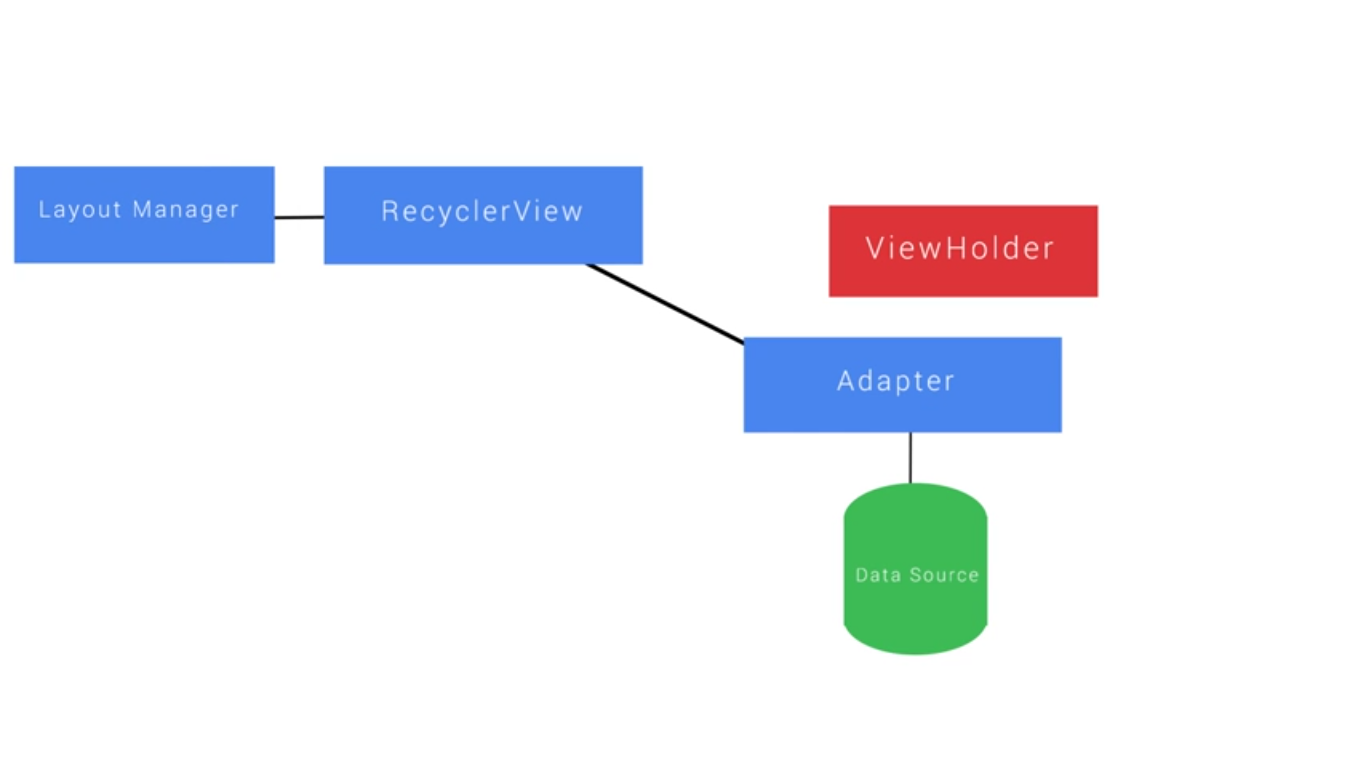 Layout Manager
RecyclerView
ViewHolder
Adapter
Data Source